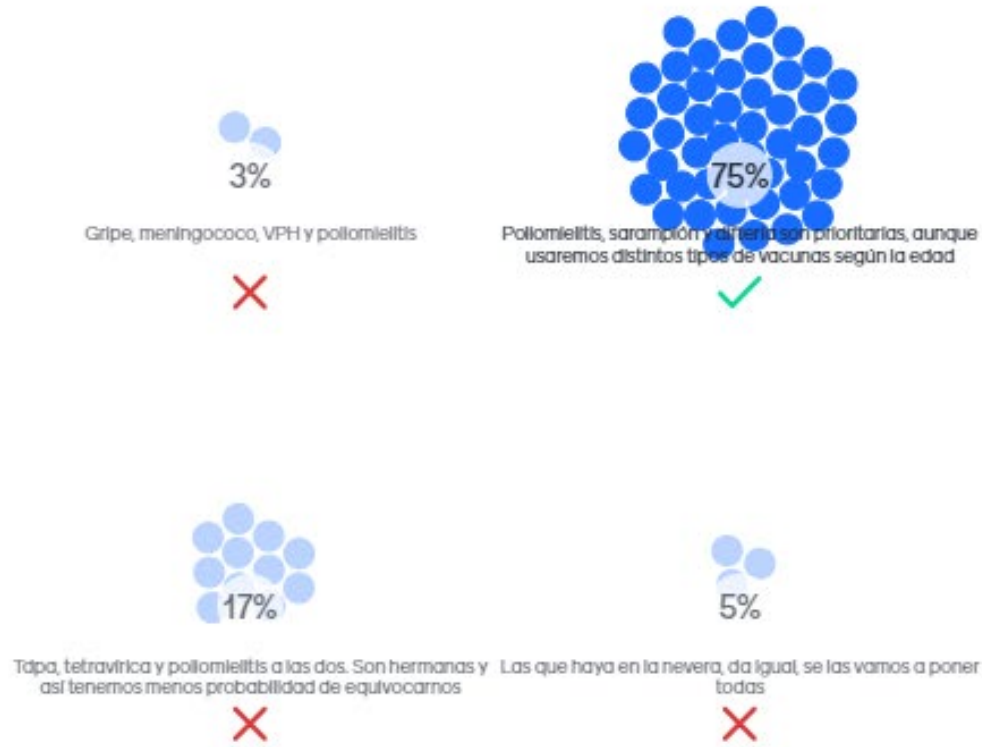 3%
Gripe, meningococo, VPH y poliomielitis
75%
Poliomielitis, sarampión y difteria son prioritarias, aunque
usaremos distintos tipos de vacunas según la edad
17%
Tdpa, tetravírica y poliomielitis a las dos. Son hermanas y
así tenemos menos probabilidad de equivocarnos
5%
Las que haya en la nevera, da igual, se las vamos a poner
todas